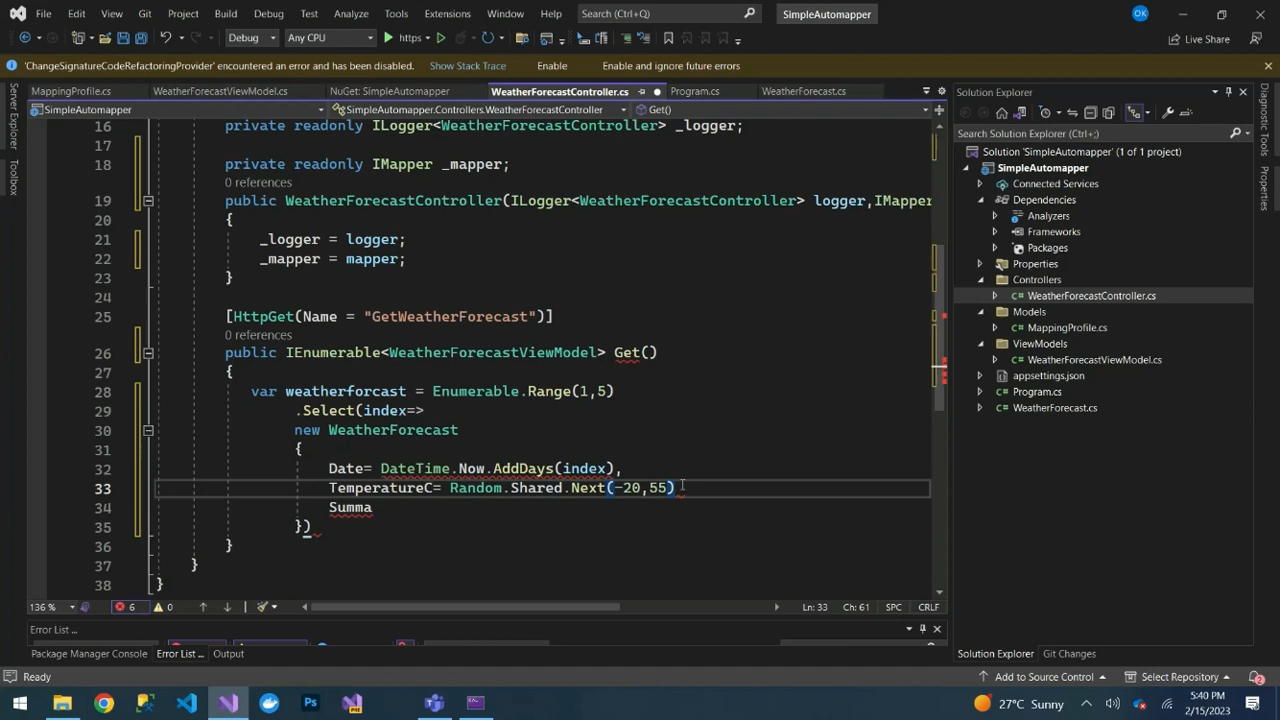 File Edit View Git Project Build Debug Test Analyze Tools Extensions Window Help Search (Ctrl+Q) SimpleAutomapper OK
Debug Any CPU https Live Share
'ChangeSignatureCodeRefactoringProvider' encountered an error and has been disabled. Show Stack Trace Enable Enable and ignore future errors
Server Explorer
Toolbox
MappingProfile.cs WeatherForecastViewModel.cs NuGet: SimpleAutomapper WeatherForecastController.cs Program.cs WeatherForecast.cs
SimpleAutomapper SimpleAutomapper.Controllers.WeatherForecastController Get()
16 private readonly ILogger<WeatherForecastController> _logger;
17
18 private readonly IMapper _mapper;
0 references
19 public WeatherForecastController(ILogger<WeatherForecastController> logger,IMapper
20 {
21 _logger = logger;
22 _mapper = mapper;
23 }
24
25 [HttpGet(Name = "GetWeatherForecast")]
0 references
26 public IEnumerable<WeatherForecastViewModel> Get()
27 {
28 var weatherforcast = Enumerable.Range(1,5)
29 .Select(index=>
30 new WeatherForecast
31 {
32 Date= DateTime.Now.AddDays(index),
33 TemperatureC= Random.Shared.Next(-20,55)
34 Summa
35 })
36 }
37 }
38 }
136 % 6 0 Ln: 33 Ch: 61 SPC CRLF
Error List ...
Package Manager Console Error List ... Output
Solution Explorer
Search Solution Explorer (Ctrl+;)
Solution 'SimpleAutomapper' (1 of 1 project)
SimpleAutomapper
Connected Services
Dependencies
Analyzers
Frameworks
Packages
Properties
Controllers
C# WeatherForecastController.cs
Models
C# MappingProfile.cs
ViewModels
C# WeatherForecastViewModel.cs
appsettings.json
C# Program.cs
C# WeatherForecast.cs
Solution Explorer Git Changes
Diagnostic Tools
Properties
Ready Add to Source Control Select Repository 2
Ps PRE 27°C Sunny 5:40 PM
2/15/2023